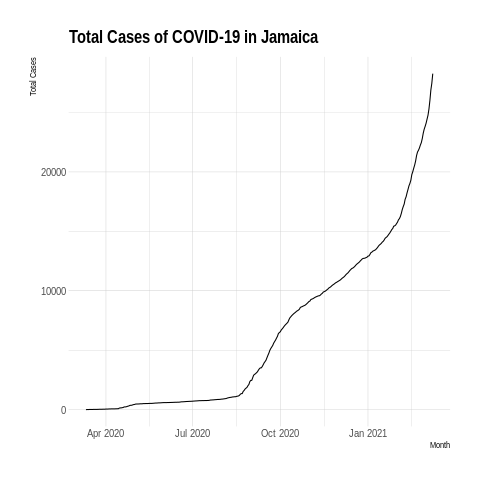 Total Cases of COVID-19 in Jamaica
Total Cases
20000
10000
0
Apr 2020 Jul 2020 Oct 2020 Jan 2021
Month